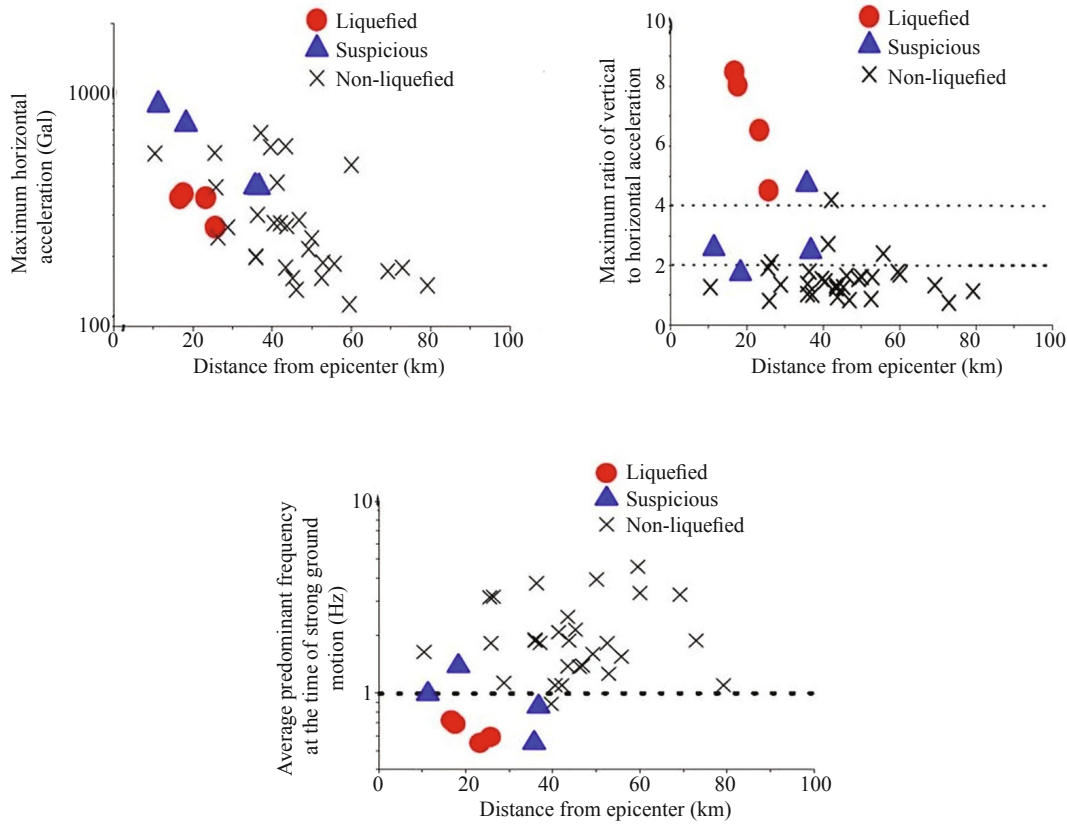 Liquefied
Suspicious
Non-liquefied
Maximum horizontal
acceleration (Gal)
1000
100
0
20
40
60
80
100
Distance from epicenter (km)
Liquefied
Suspicious
Non-liquefied
Maximum ratio of vertical
to horizontal acceleration
10
8
6
4
2
0
0
20
40
60
80
100
Distance from epicenter (km)
Liquefied
Suspicious
Non-liquefied
Average predominant frequency
at the time of strong ground
motion (Hz)
10
1
0
20
40
60
80
100
Distance from epicenter (km)